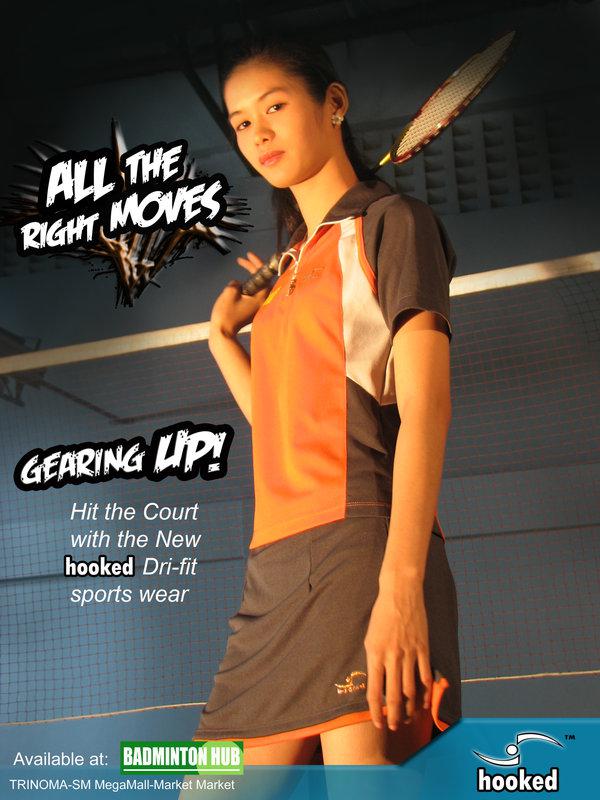 ALL THE
RIGHT MOVES
GEARING UP!
Hit the Court
with the New
hooked Dri-fit
sports wear
Available at: BADMINTON HUB
TRINOMA-SM MegaMall-Market Market
hooked ™